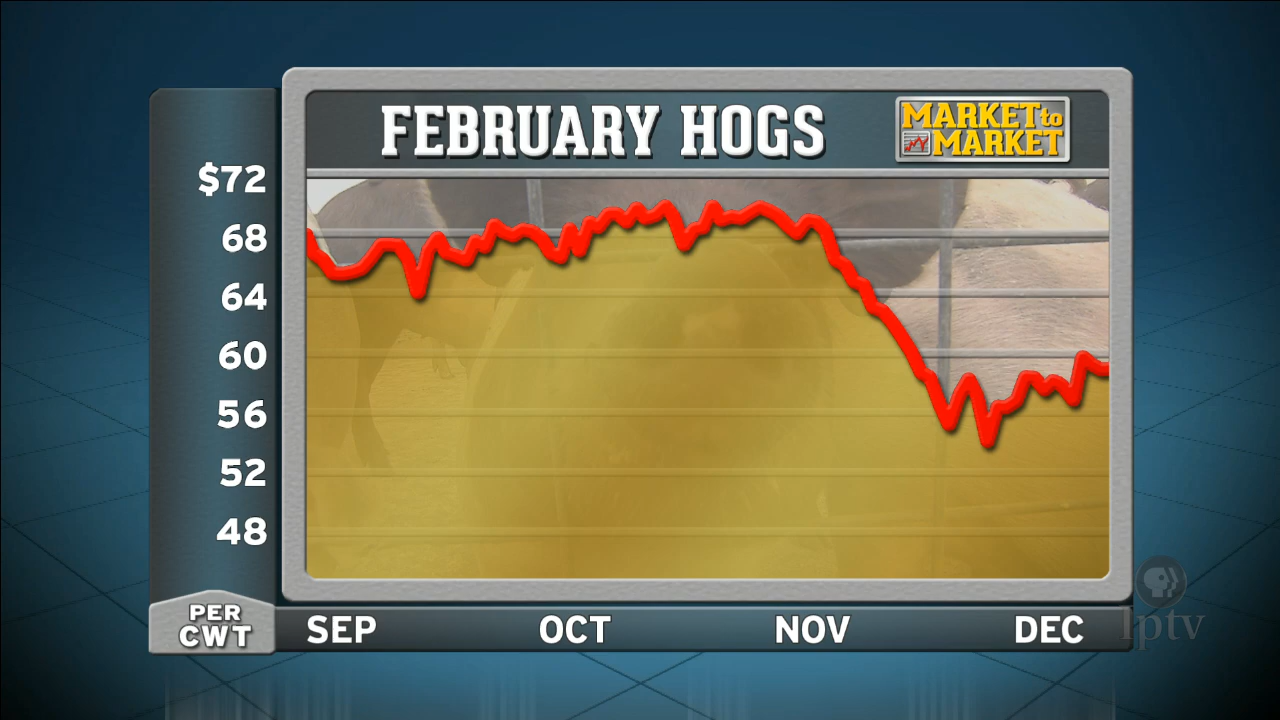 FEBRUARY HOGS
MARKET to
MARKET
$72
68
64
60
56
52
48
PER
CWT
SEP OCT NOV DEC
iptv